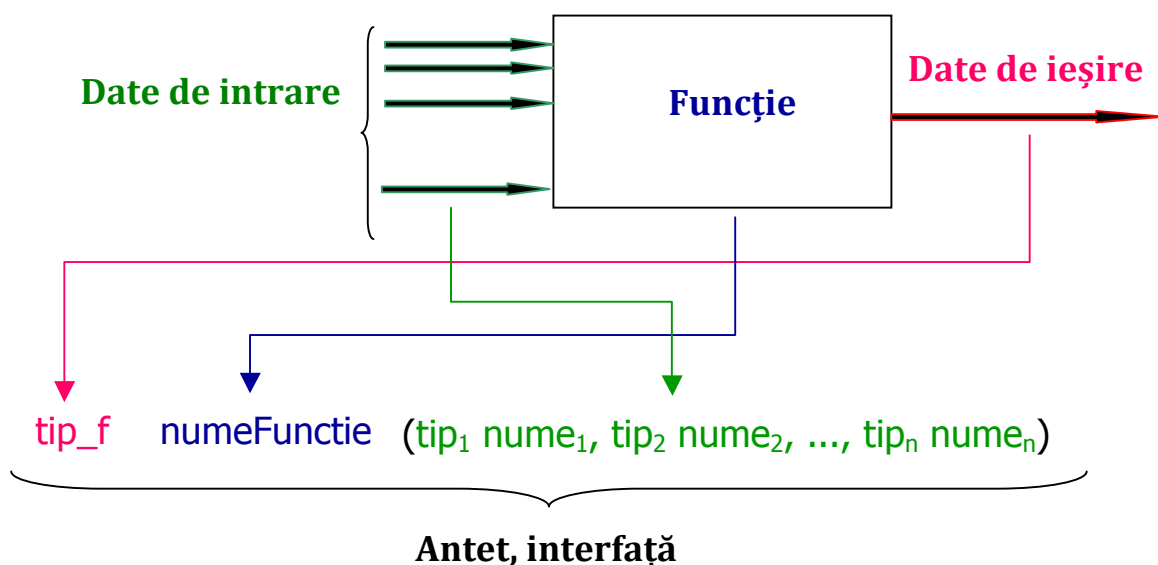 Date de intrare
Funcție
Date de ieșire
tip_f numeFunctie (tip₁ nume₁, tip₂ nume₂, ..., tipₙ numeₙ)
Antet, interfață